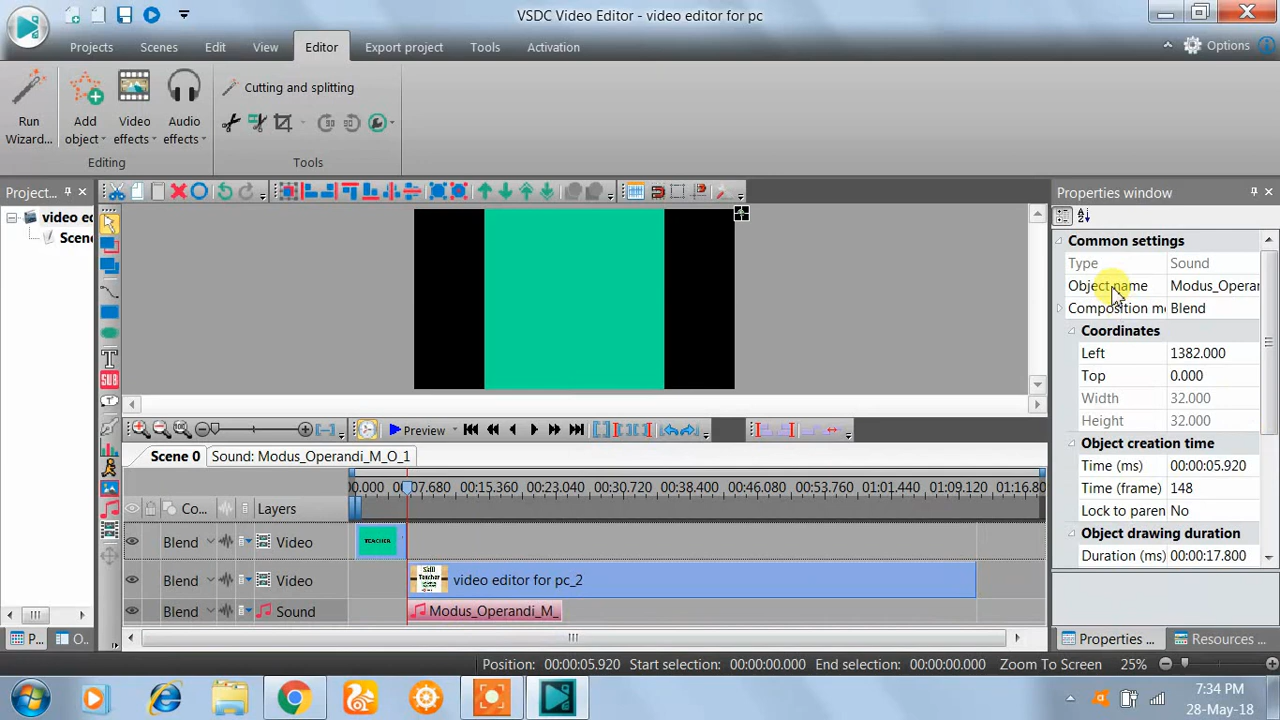 VSDC Video Editor - video editor for pc
Projects Scenes Edit View Editor Export project Tools Activation
Options
Run Wizard... Add object Video effects Audio effects
Cutting and splitting
Editing Tools
Project...
video ed
Scene
Properties window
Common settings
Type Sound
Object name Modus_Operan
Composition mo Blend
Coordinates
Left 1382.000
Top 0.000
Width 32.000
Height 32.000
Object creation time
Time (ms) 00:00:05.920
Time (frame) 148
Lock to paren No
Object drawing duration
Duration (ms) 00:00:17.800
SUB
Preview
Scene 0 Sound: Modus_Operandi_M_O_1
00.000 00:07.680 00:15.360 00:23.040 00:30.720 00:38.400 00:46.080 00:53.760 01:01.440 01:09.120 01:16.80
Co... Layers
Blend Video TEACHER
Blend Video Skill Teacher video editor for pc_2
Blend Sound Modus_Operandi_M_
P... O...
Properties ... Resources ...
Position: 00:00:05.920 Start selection: 00:00:00.000 End selection: 00:00:00.000 Zoom To Screen 25%
7:34 PM
28-May-18